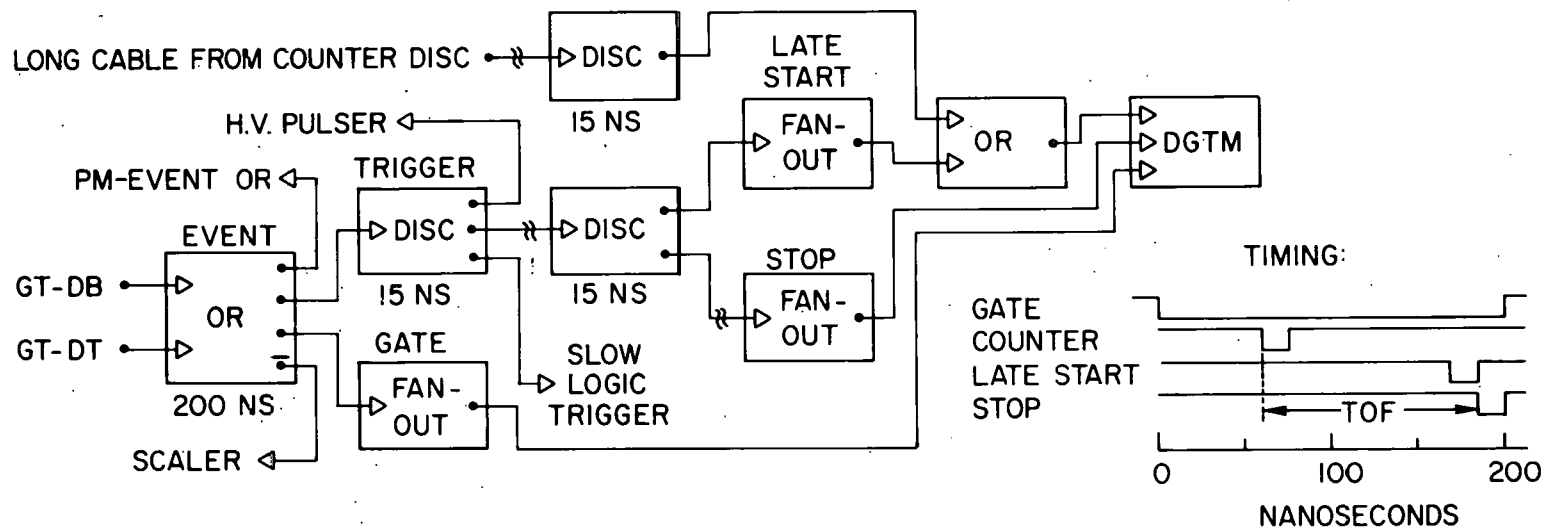 LONG CABLE FROM COUNTER DISC
DISC
15 NS
LATE
START
FAN-
OUT
OR
DGTM
H.V. PULSER
TRIGGER
DISC
15 NS
DISC
15 NS
PM-EVENT OR
EVENT
GT-DB
GT-DT
OR
200 NS
SCALER
GATE
FAN-
OUT
SLOW
LOGIC
TRIGGER
STOP
FAN-
OUT
TIMING:
GATE
COUNTER
LATE START
STOP
TOF
0 100 200
NANOSECONDS